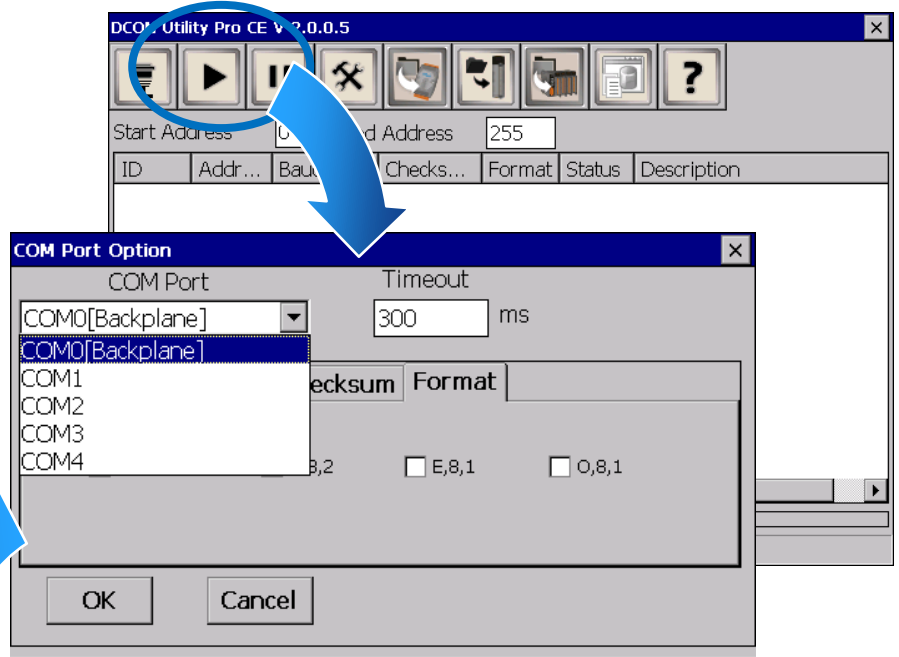 DCON Utility Pro CE V 2.0.0.5
Start Address 0 d Address 255
ID Addr... Baud Checks... Format Status Description
COM Port Option
COM Port Timeout
COM0[Backplane] 300 ms
COM0[Backplane]
COM1
ecksum Format
COM2
COM3
COM4
8,2 E,8,1 O,8,1
OK Cancel